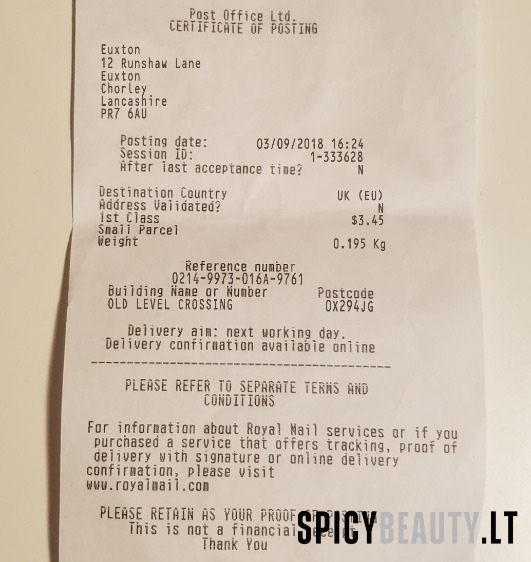 Post Office Ltd.
CERTIFICATE OF POSTING
Euxton
12 Runshaw Lane
Euxton
Chorley
Lancashire
PR7 6AU
Posting date: 03/09/2018 16:24
Session ID: 1-333628
After last acceptance time? N
Destination Country UK (EU)
Address Validated? N
1st Class $3.45
Small Parcel
Weight 0.195 Kg
Reference number
0214-9973-016A-9761
Building Name or Number Postcode
OLD LEVEL CROSSING OX294JG
Delivery aim: next working day.
Delivery confirmation available online
PLEASE REFER TO SEPARATE TERMS AND
CONDITIONS
For information about Royal Mail services or if you
purchased a service that offers tracking, proof of
delivery with signature or online delivery
confirmation, please visit
www.royalmail.com
PLEASE RETAIN AS YOUR PROOF OF POSTING
This is not a financial receipt
Thank You
SPICYBEAUTY.LT